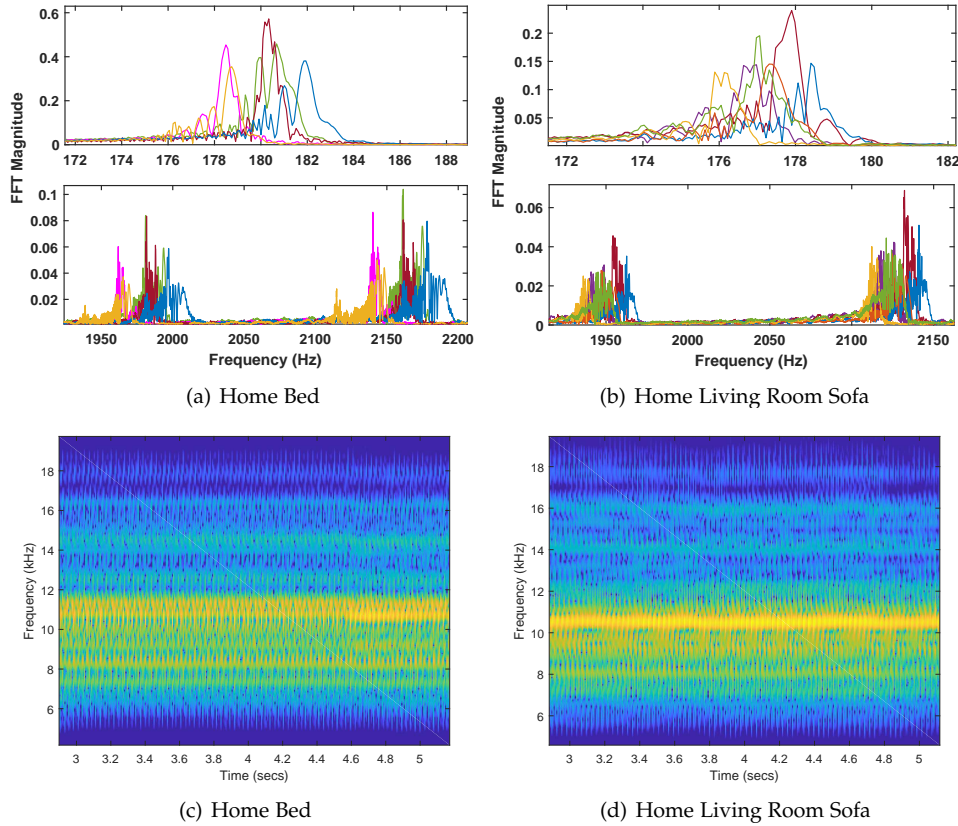 0.6
0.4
0.2
0
172 174 176 178 180 182 184 186 188
FFT Magnitude
0.1
0.08
0.06
0.04
0.02
1950 2000 2050 2100 2150 2200
Frequency (Hz)
(a) Home Bed
0.2
0.15
0.1
0.05
172 174 176 178 180 182
FFT Magnitude
0.06
0.04
0.02
0
1950 2000 2050 2100 2150
Frequency (Hz)
(b) Home Living Room Sofa
18
16
14
12
10
8
6
Frequency (kHz)
3 3.2 3.4 3.6 3.8 4 4.2 4.4 4.6 4.8 5
Time (secs)
(c) Home Bed
18
16
14
12
10
8
6
Frequency (kHz)
3 3.2 3.4 3.6 3.8 4 4.2 4.4 4.6 4.8 5
Time (secs)
(d) Home Living Room Sofa